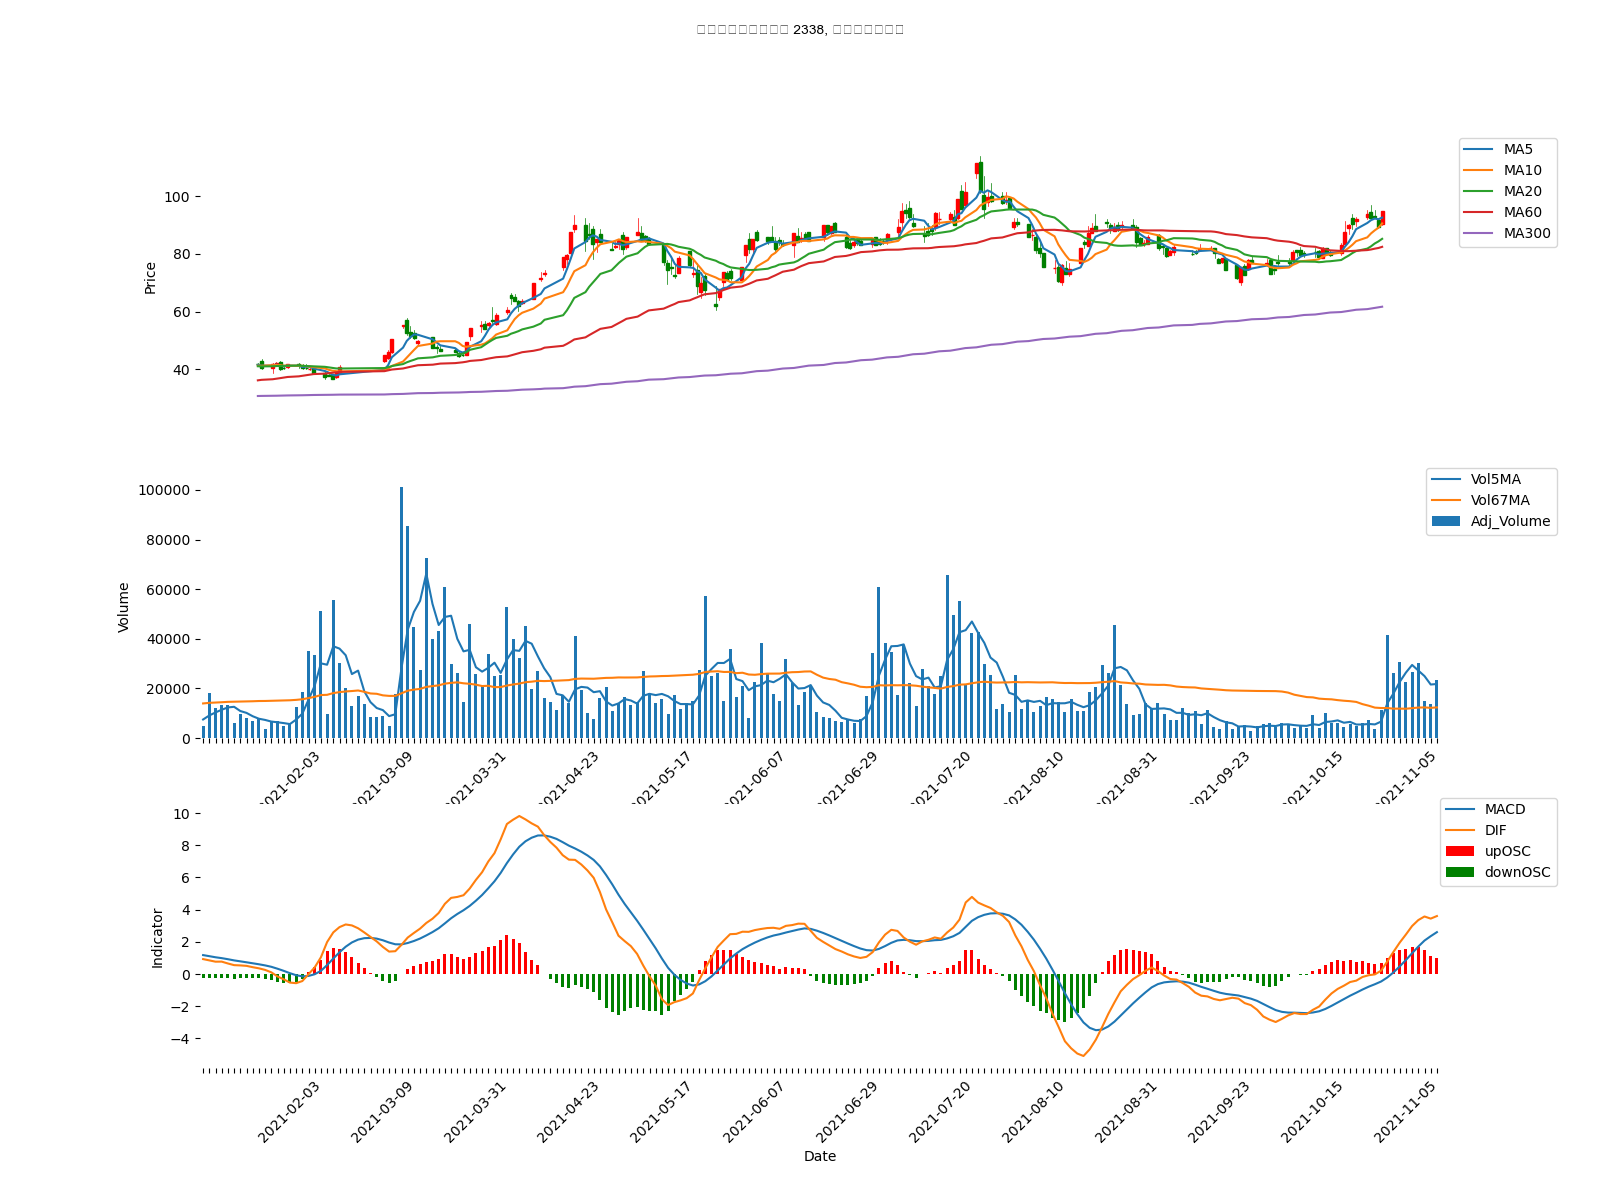 2338,
MA5
MA10
MA20
MA60
MA300
Price
100
80
60
40
Vol5MA
Vol67MA
Adj_Volume
Volume
100000
80000
60000
40000
20000
0
2021-02-03 2021-03-09 2021-03-31 2021-04-23 2021-05-17 2021-06-07 2021-06-29 2021-07-20 2021-08-10 2021-08-31 2021-09-23 2021-10-15 2021-11-05
MACD
DIF
upOSC
downOSC
Indicator
10
8
6
4
2
0
−2
−4
2021-02-03 2021-03-09 2021-03-31 2021-04-23 2021-05-17 2021-06-07 2021-06-29 2021-07-20 2021-08-10 2021-08-31 2021-09-23 2021-10-15 2021-11-05
Date